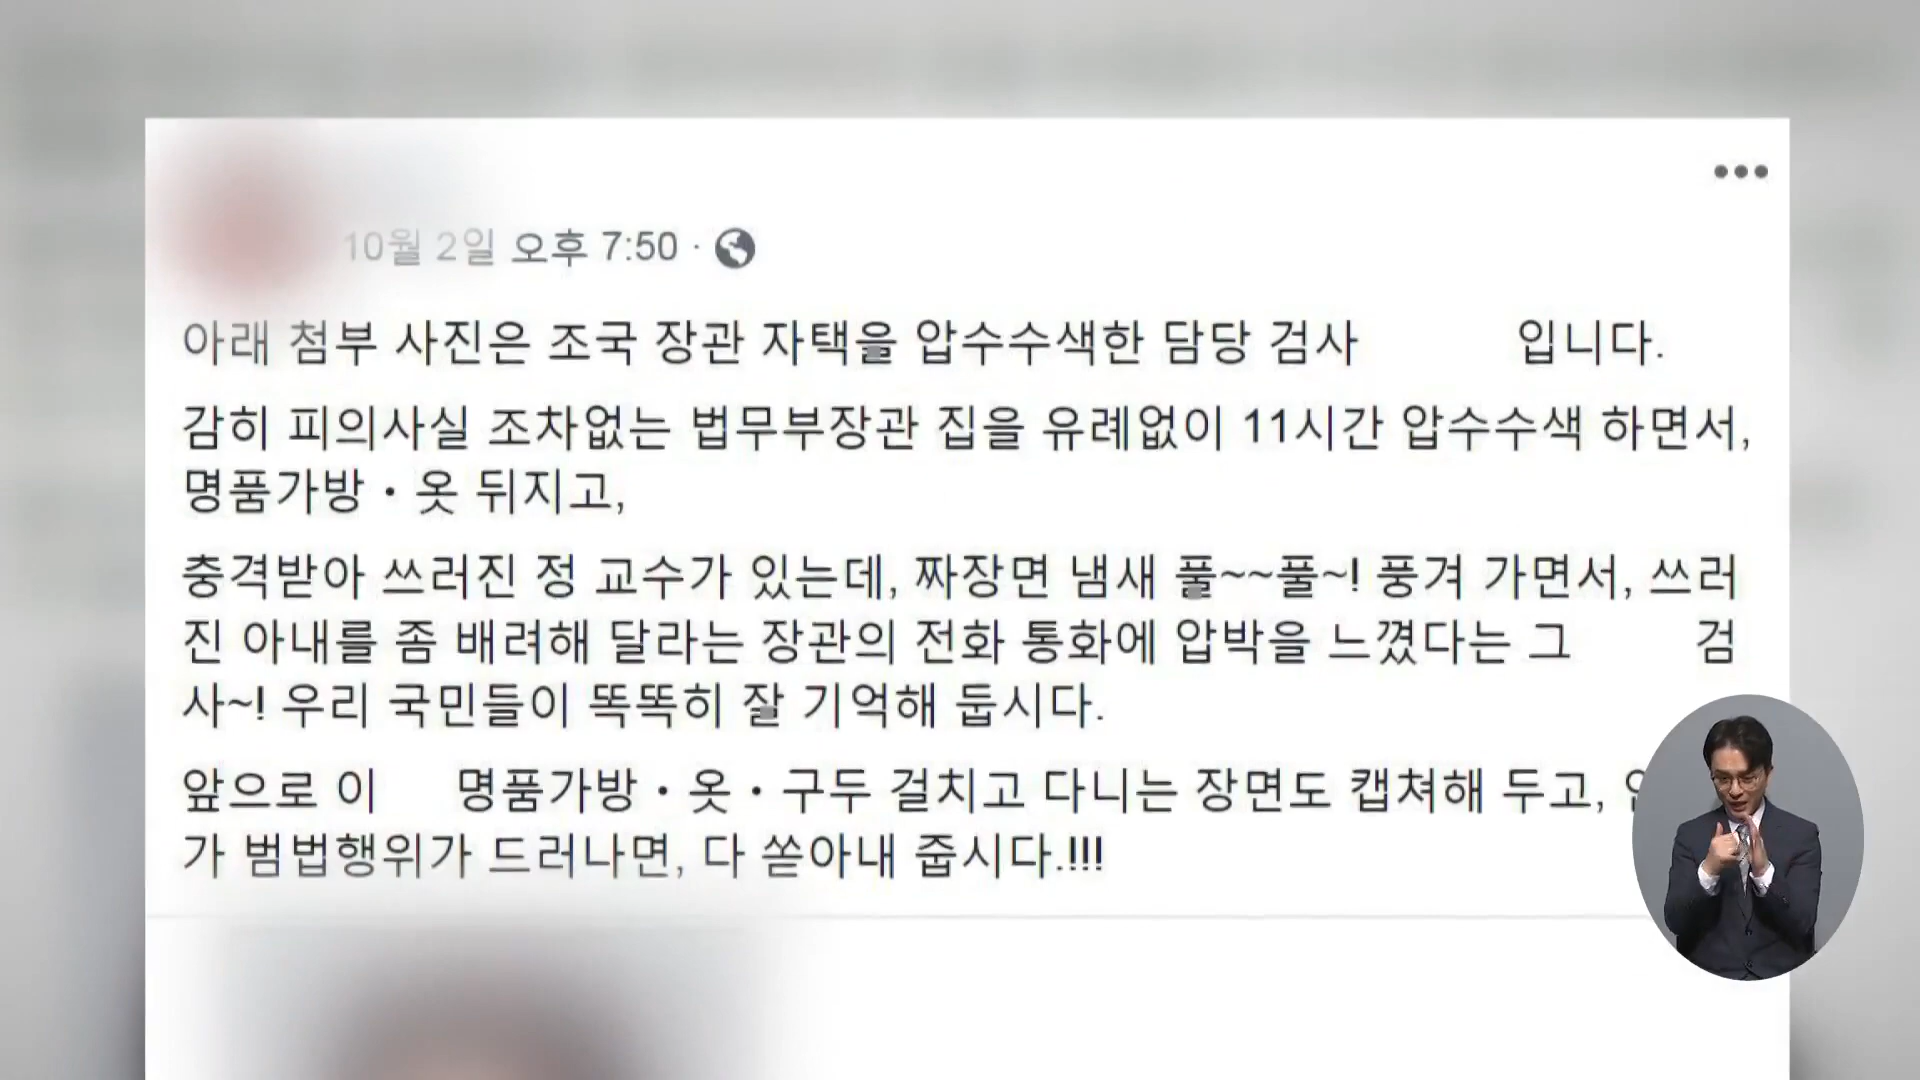 10월 2일 오후 7:50 ·
아래 첨부 사진은 조국 장관 자택을 압수수색한 담당 검사 입니다.
감히 피의사실 조차없는 법무부장관 집을 유례없이 11시간 압수수색 하면서,
명품가방·옷 뒤지고,
충격받아 쓰러진 정 교수가 있는데, 짜장면 냄새 풀~~풀~! 풍겨 가면서, 쓰러
진 아내를 좀 배려해 달라는 장관의 전화 통화에 압박을 느꼈다는 그 검
사~! 우리 국민들이 똑똑히 잘 기억해 둡시다.
앞으로 이 명품가방·옷·구두 걸치고 다니는 장면도 캡쳐해 두고,
가 범법행위가 드러나면, 다 쏟아내 줍시다.!!!